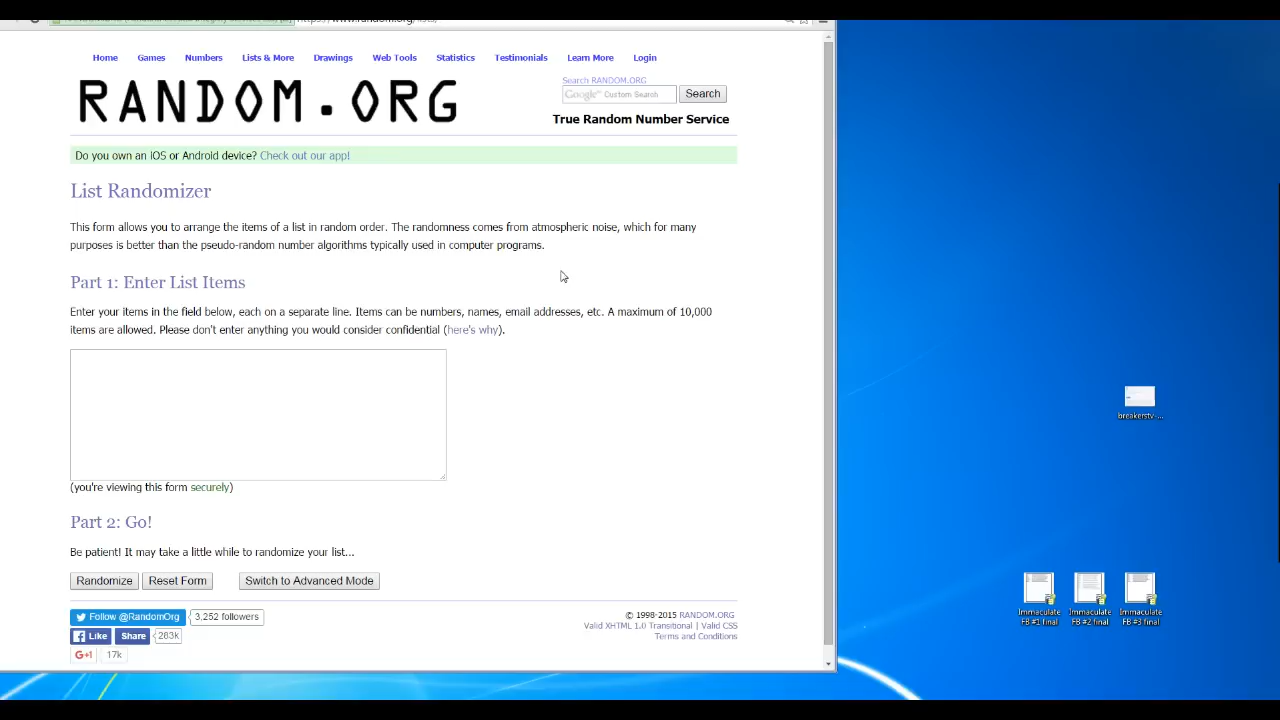 Home Games Numbers Lists & More Drawings Web Tools Statistics Testimonials Learn More Login
RANDOM.ORG
Search RANDOM.ORG
Google™ Custom Search Search
True Random Number Service
Do you own an iOS or Android device? Check out our app!
List Randomizer
This form allows you to arrange the items of a list in random order. The randomness comes from atmospheric noise, which for many
purposes is better than the pseudo-random number algorithms typically used in computer programs.
Part 1: Enter List Items
Enter your items in the field below, each on a separate line. Items can be numbers, names, email addresses, etc. A maximum of 10,000
items are allowed. Please don't enter anything you would consider confidential (here's why).
(you're viewing this form securely)
Part 2: Go!
Be patient! It may take a little while to randomize your list...
Randomize Reset Form Switch to Advanced Mode
Follow @RandomOrg 3,252 followers
Like Share 283k
G+1 17k
© 1998-2015 RANDOM.ORG
Valid XHTML 1.0 Transitional | Valid CSS
Terms and Conditions
breakerstv-...
Immaculate
FB #1 final
Immaculate
FB #2 final
Immaculate
FB #3 final